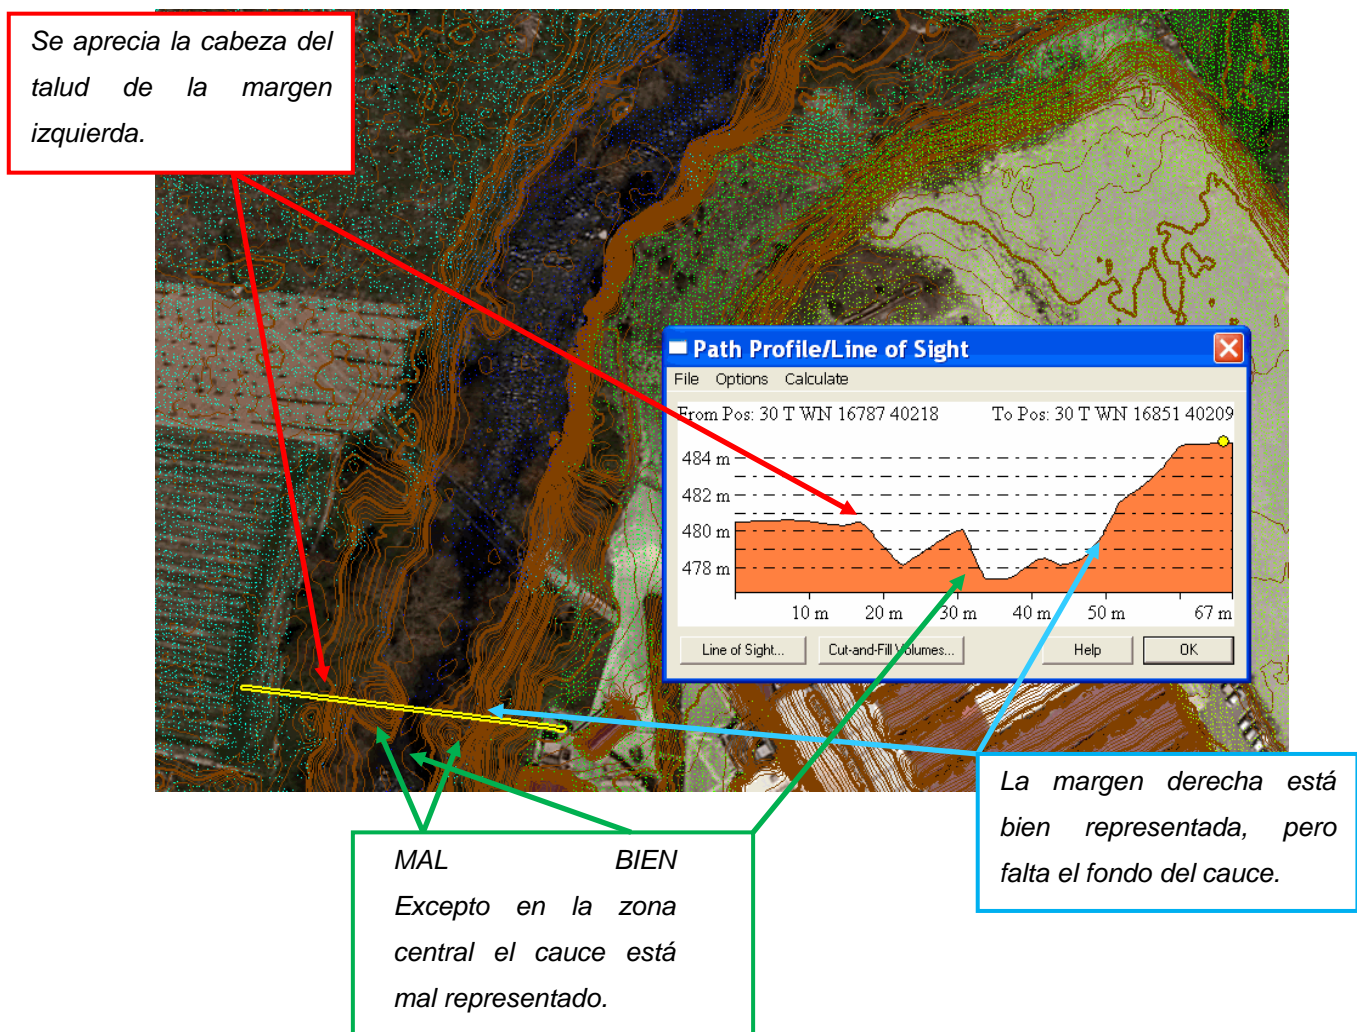 Se aprecia la cabeza del
talud de la margen
izquierda.
Path Profile/Line of Sight
File Options Calculate
From Pos: 30 T WN 16787 40218 To Pos: 30 T WN 16851 40209
484 m
482 m
480 m
478 m
10 m 20 m 30 m 40 m 50 m 67 m
Line of Sight... Cut-and-Fill Volumes... Help OK
La margen derecha está
bien representada, pero
falta el fondo del cauce.
MAL BIEN
Excepto en la zona
central el cauce está
mal representado.